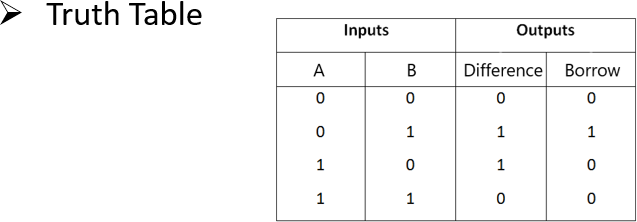 ➢ Truth Table
Inputs Outputs
A B Difference Borrow
0 0 0 0
0 1 1 1
1 0 1 0
1 1 0 0